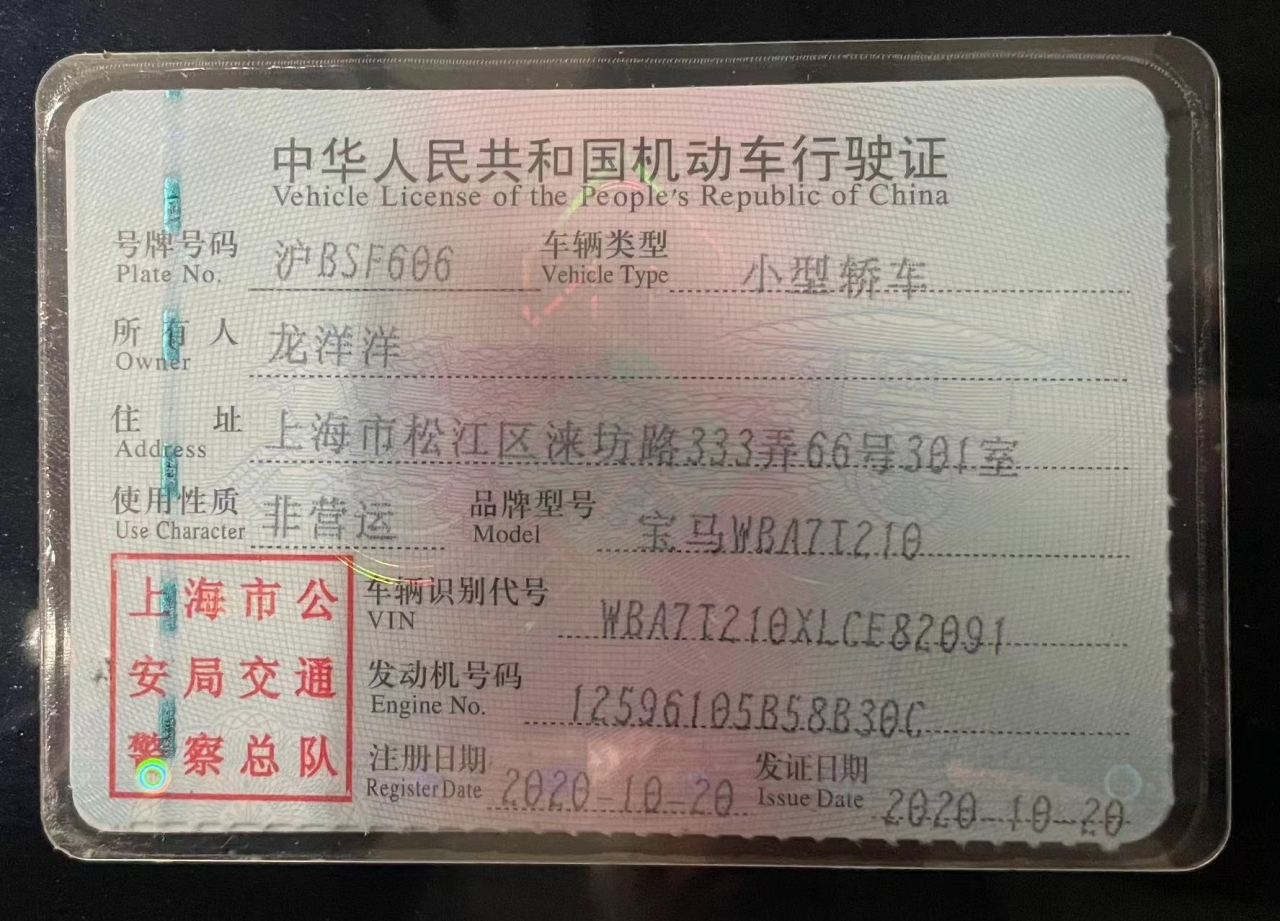 中华人民共和国机动车行驶证
Vehicle License of the People's Republic of China
号牌号码 沪BSF606 车辆类型 小型轿车
Plate No. Vehicle Type
所有人 龙洋洋
Owner
住址 上海市松江区涞坊路333弄66号301室
Address
使用性质 非营运 品牌型号 宝马WBA7T210
Use Character Model
上海市公
安局交通
警察总队
车辆识别代号 WBA7T210XLCE82091
VIN
发动机号码 12596105B58B30C
Engine No.
注册日期 2020-10-20 发证日期 2020-10-20
Register Date Issue Date